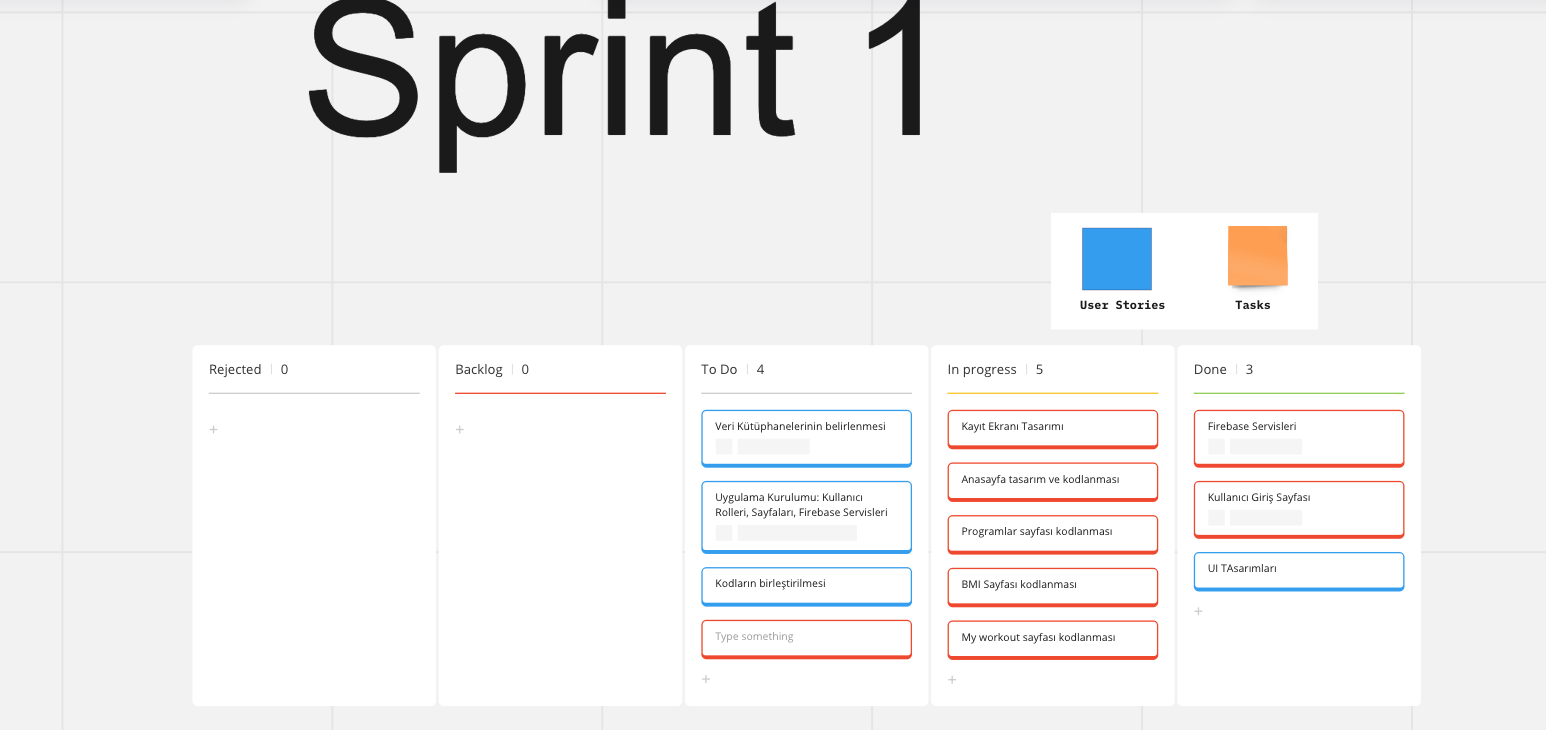 Sprint 1
User Stories
Tasks
Rejected 0
Backlog 0
To Do 4
In progress 5
Done 3
Veri Kütüphanelerinin belirlenmesi
Uygulama Kurulumu: Kullanıcı
Rolleri, Sayfaları, Firebase Servisleri
Kodların birleştirilmesi
Type something
Kayıt Ekranı Tasarımı
Anasayfa tasarım ve kodlanması
Programlar sayfası kodlanması
BMI Sayfası kodlanması
My workout sayfası kodlanması
Firebase Servisleri
Kullanıcı Giriş Sayfası
UI TAsarımları